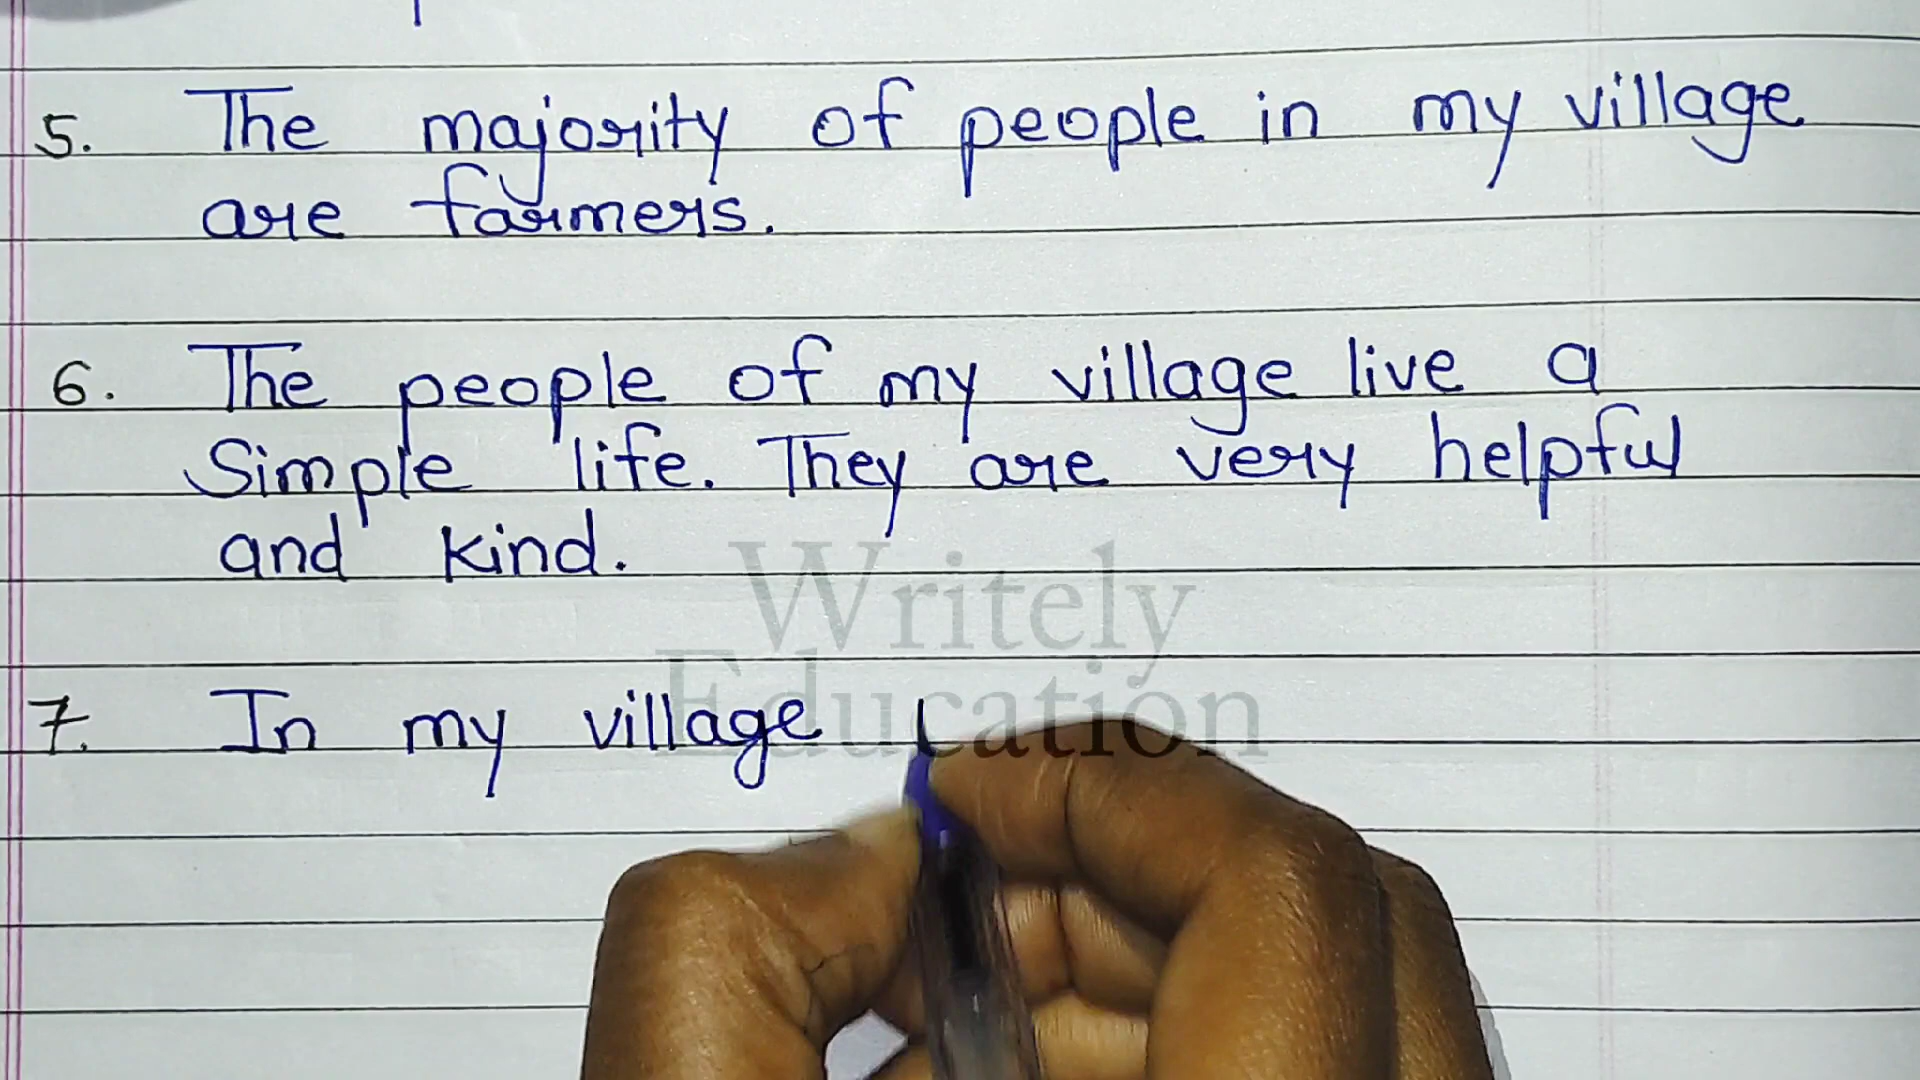 5. The majority of people in my village
are farmers.
6. The people of my village live a
Simple life. They are very helpful
and kind.
Writely
Education
7. In my village